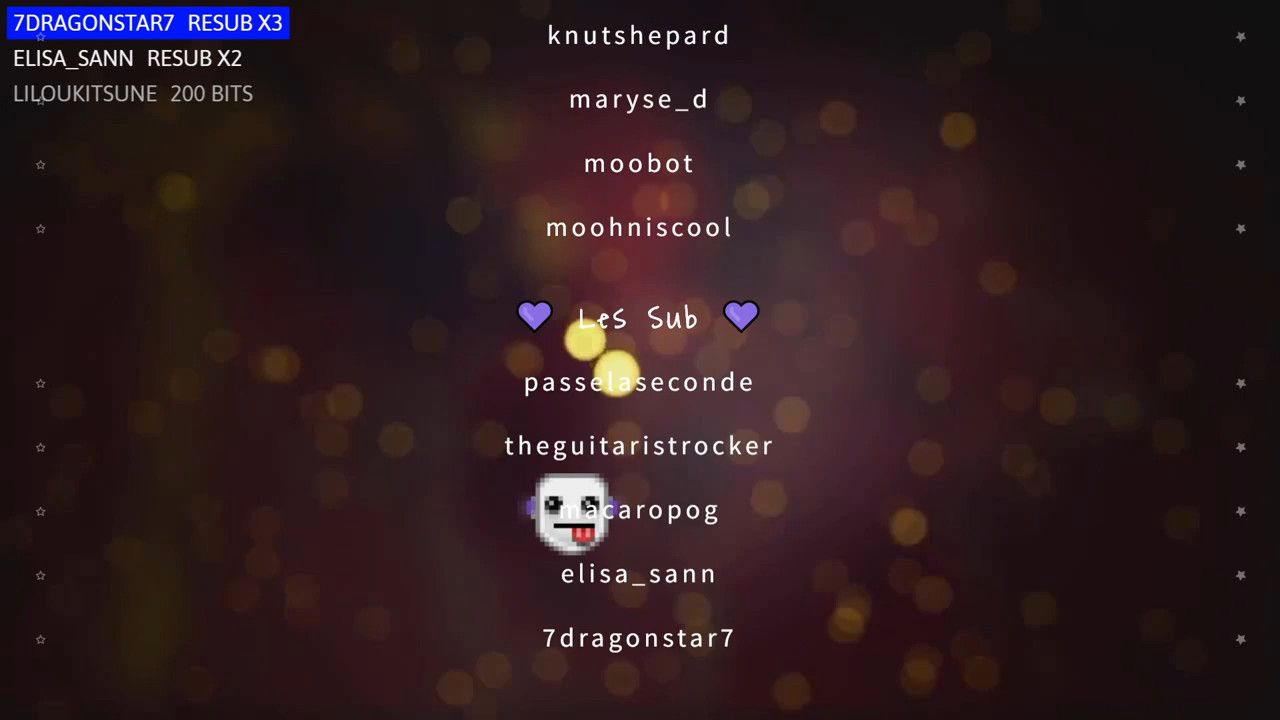 7DRAGONSTAR7 RESUB X3
ELISA_SANN RESUB X2
LILOUKITSUNE 200 BITS
knutshepard
maryse_d
moobot
moohniscool
💜 Les Sub 💜
passelaseconde
theguitaristrocker
macaropog
elisa_sann
7dragonstar7